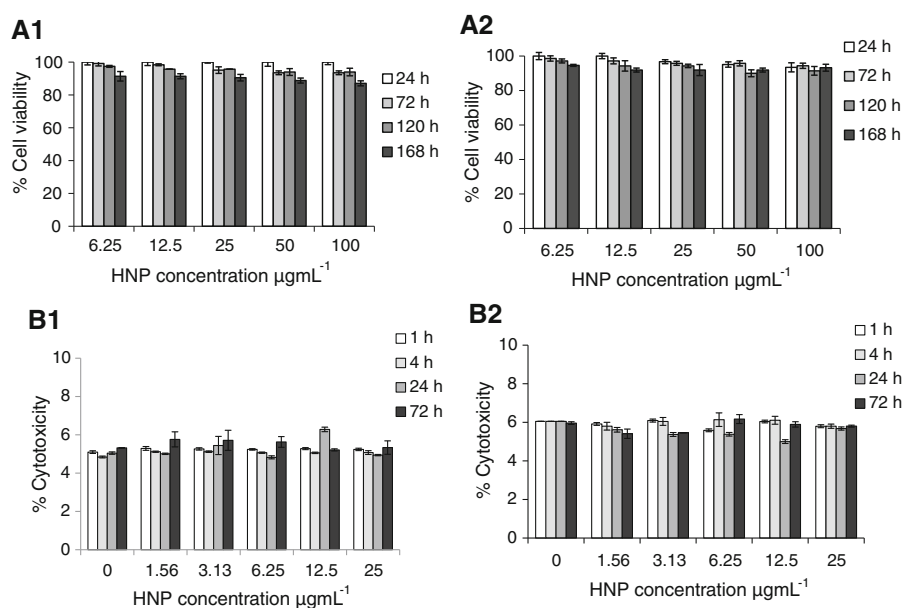 A1
% Cell viability
100
80
60
40
20
0
24 h
72 h
120 h
168 h
6.25 12.5 25 50 100
HNP concentration µgmL⁻¹
A2
% Cell viability
100
80
60
40
20
0
24 h
72 h
120 h
168 h
6.25 12.5 25 50 100
HNP concentration µgmL⁻¹
B1
% Cytotoxicity
10
8
6
4
2
0
1 h
4 h
24 h
72 h
0 1.56 3.13 6.25 12.5 25
HNP concentration µgmL⁻¹
B2
% Cytotoxicity
10
8
6
4
2
0
1 h
4 h
24 h
72 h
0 1.56 3.13 6.25 12.5 25
HNP concentration µgmL⁻¹